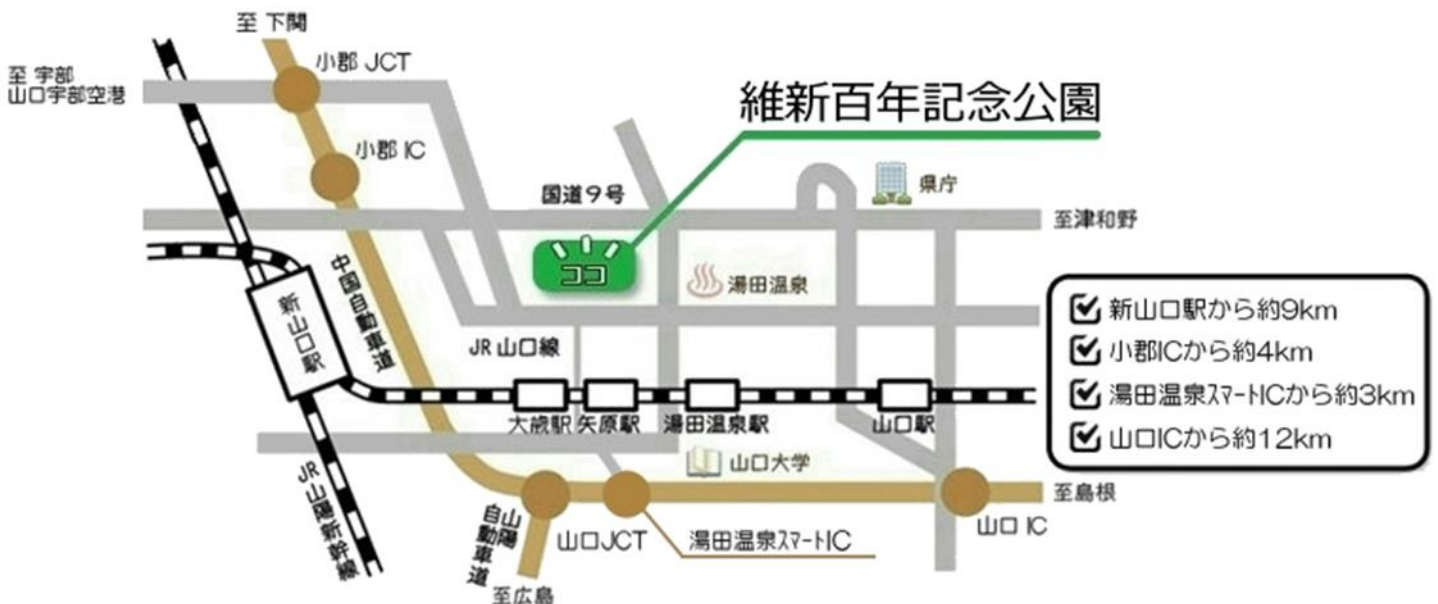 至 下関
小郡 JCT
至 宇部
山口宇部空港
維新百年記念公園
小郡 IC
県庁
国道9号
至津和野
ココ
湯田温泉
中国自動車道
新山口駅
JR 山口線
新山口駅から約9km
小郡ICから約4km
湯田温泉ｽﾏｰﾄICから約3km
山口ICから約12km
大歳駅
矢原駅
湯田温泉駅
山口駅
山口大学
JR山陽新幹線
至島根
山陽
自動車道
山口JCT
湯田温泉ｽﾏｰﾄIC
山口 IC
至広島